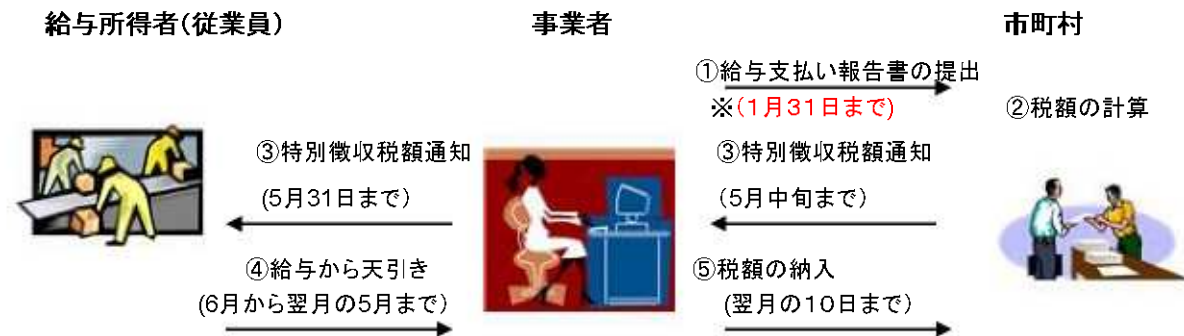 給与所得者(従業員)
事業者
市町村
①給与支払い報告書の提出
※(1月31日まで)
②税額の計算
③特別徴収税額通知
(5月31日まで)
③特別徴収税額通知
(5月中旬まで)
④給与から天引き
(6月から翌月の5月まで)
⑤税額の納入
(翌月の10日まで)